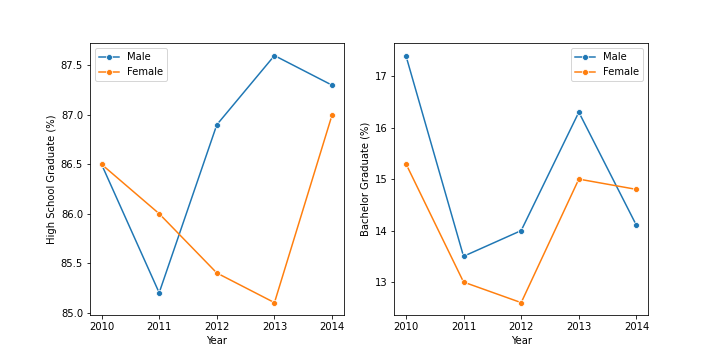 Male
Female
87.5
87.0
86.5
86.0
85.5
85.0
High School Graduate (%)
2010 2011 2012 2013 2014
Year
Male
Female
17
16
15
14
13
Bachelor Graduate (%)
2010 2011 2012 2013 2014
Year